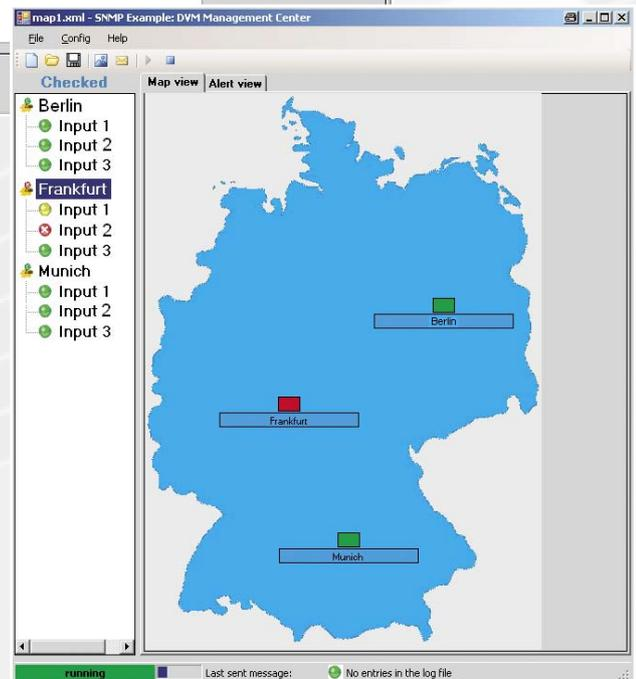 map1.xml - SNMP Example: DVM Management Center
File Config Help
Checked
Map view Alert view
Berlin
Input 1
Input 2
Input 3
Frankfurt
Input 1
Input 2
Input 3
Munich
Input 1
Input 2
Input 3
Berlin
Frankfurt
Munich
running Last sent message: No entries in the log file